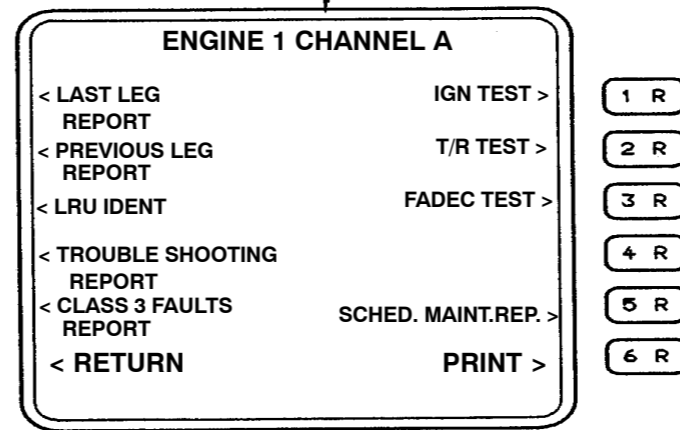 ENGINE 1 CHANNEL A
< LAST LEG
REPORT
IGN TEST >
1 R
< PREVIOUS LEG
REPORT
T/R TEST >
2 R
< LRU IDENT
FADEC TEST >
3 R
< TROUBLE SHOOTING
REPORT
4 R
< CLASS 3 FAULTS
REPORT
SCHED. MAINT.REP. >
5 R
< RETURN
PRINT >
6 R